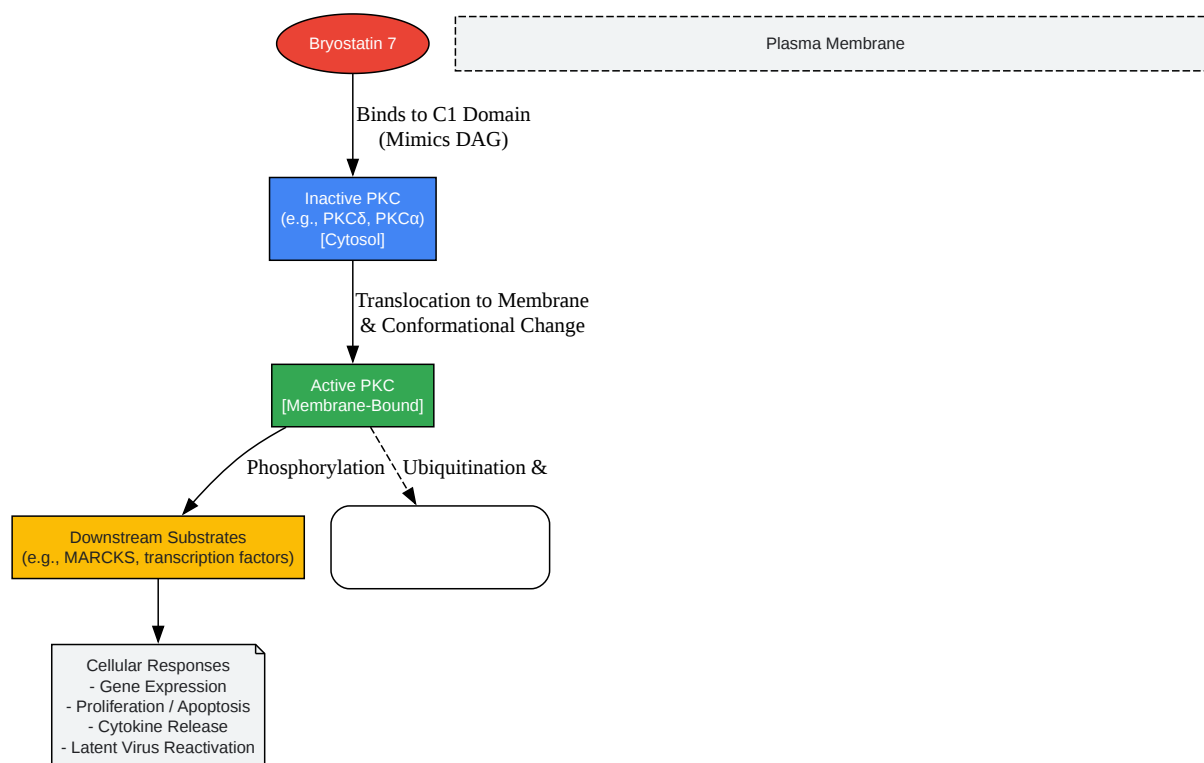 Bryostatin 7
Plasma Membrane
Binds to C1 Domain
(Mimics DAG)
Inactive PKC
(e.g., PKCδ, PKCα)
[Cytosol]
Translocation to Membrane
& Conformational Change
Active PKC
[Membrane-Bound]
Phosphorylation
Ubiquitination &
Downstream Substrates
(e.g., MARCKS, transcription factors)
Cellular Responses
- Gene Expression
- Proliferation / Apoptosis
- Cytokine Release
- Latent Virus Reactivation